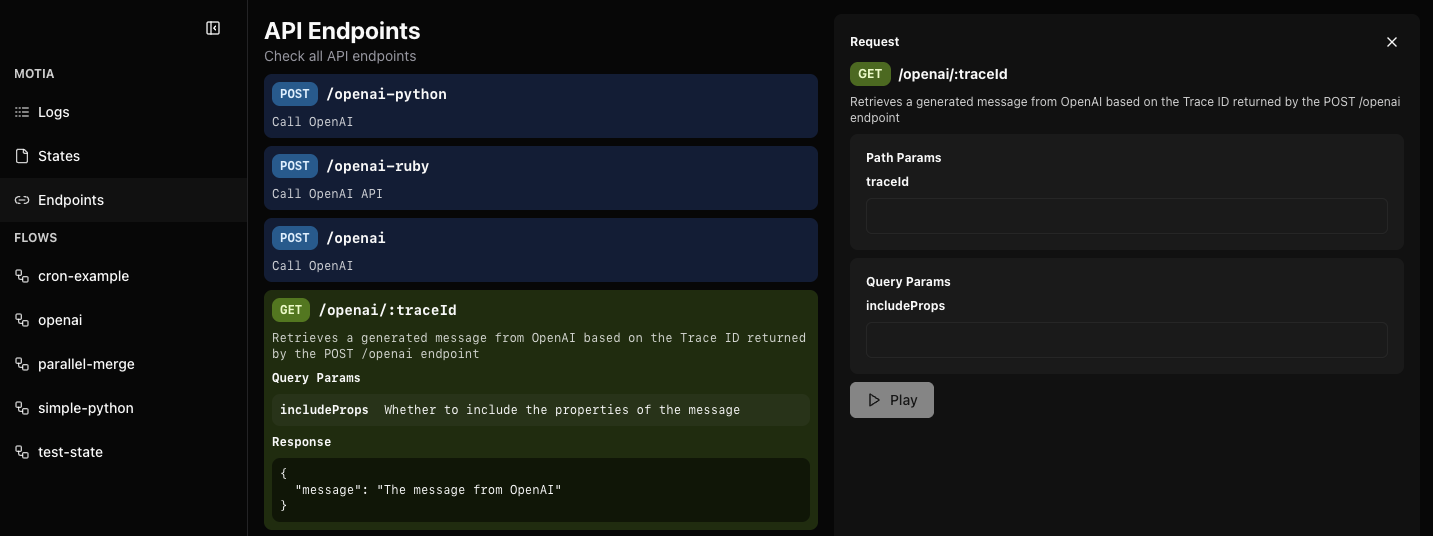 MOTIA
Logs
States
Endpoints
FLOWS
cron-example
openai
parallel-merge
simple-python
test-state
API Endpoints
Check all API endpoints
POST /openai-python
Call OpenAI
POST /openai-ruby
Call OpenAI API
POST /openai
Call OpenAI
GET /openai/:traceId
Retrieves a generated message from OpenAI based on the Trace ID returned
by the POST /openai endpoint
Query Params
includeProps Whether to include the properties of the message
Response
{
"message": "The message from OpenAI"
}
Request
GET /openai/:traceId
Retrieves a generated message from OpenAI based on the Trace ID returned by the POST /openai
endpoint
Path Params
traceId
Query Params
includeProps
Play